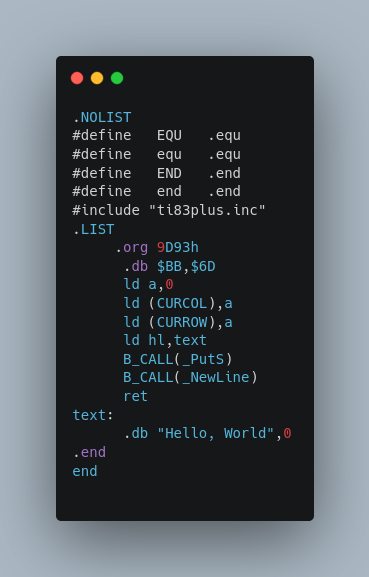 .NOLIST
#define   EQU   .equ
#define   equ   .equ
#define   END   .end
#define   end   .end
#include "ti83plus.inc"
.LIST
     .org 9D93h
      .db $BB,$6D
      ld a,0
      ld (CURCOL),a
      ld (CURROW),a
      ld hl,text
      B_CALL(_PutS)
      B_CALL(_NewLine)
      ret
text:
      .db "Hello, World",0
.end
end